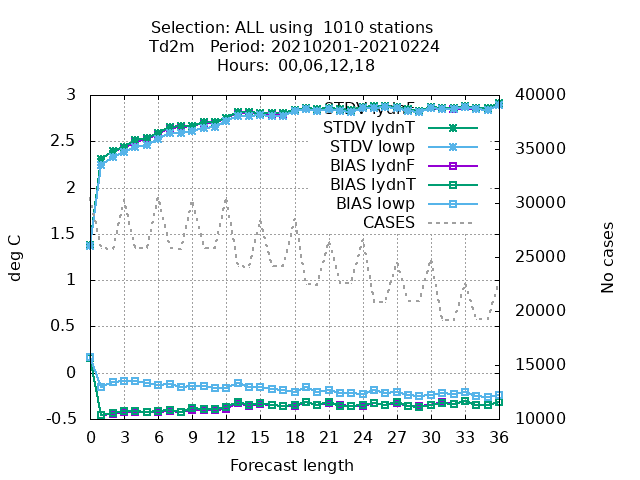 Selection: ALL using  1010 stations
Td2m   Period: 20210201-20210224
Hours:  00,06,12,18
3
2.5
2
1.5
1
0.5
0
-0.5
deg C
40000
35000
30000
25000
20000
15000
10000
No cases
STDV lydnF
STDV lydnT
STDV lowp
BIAS lydnF
BIAS lydnT
BIAS lowp
CASES
0 3 6 9 12 15 18 21 24 27 30 33 36
Forecast length